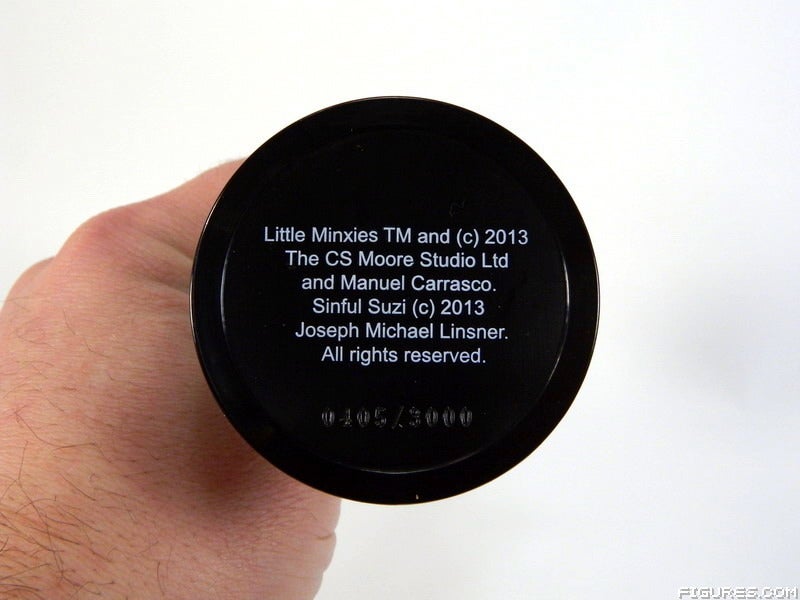 Little Minxies TM and (c) 2013
The CS Moore Studio Ltd
and Manuel Carrasco.
Sinful Suzi (c) 2013
Joseph Michael Linsner.
All rights reserved.
0405/3000
FIGURES.COM